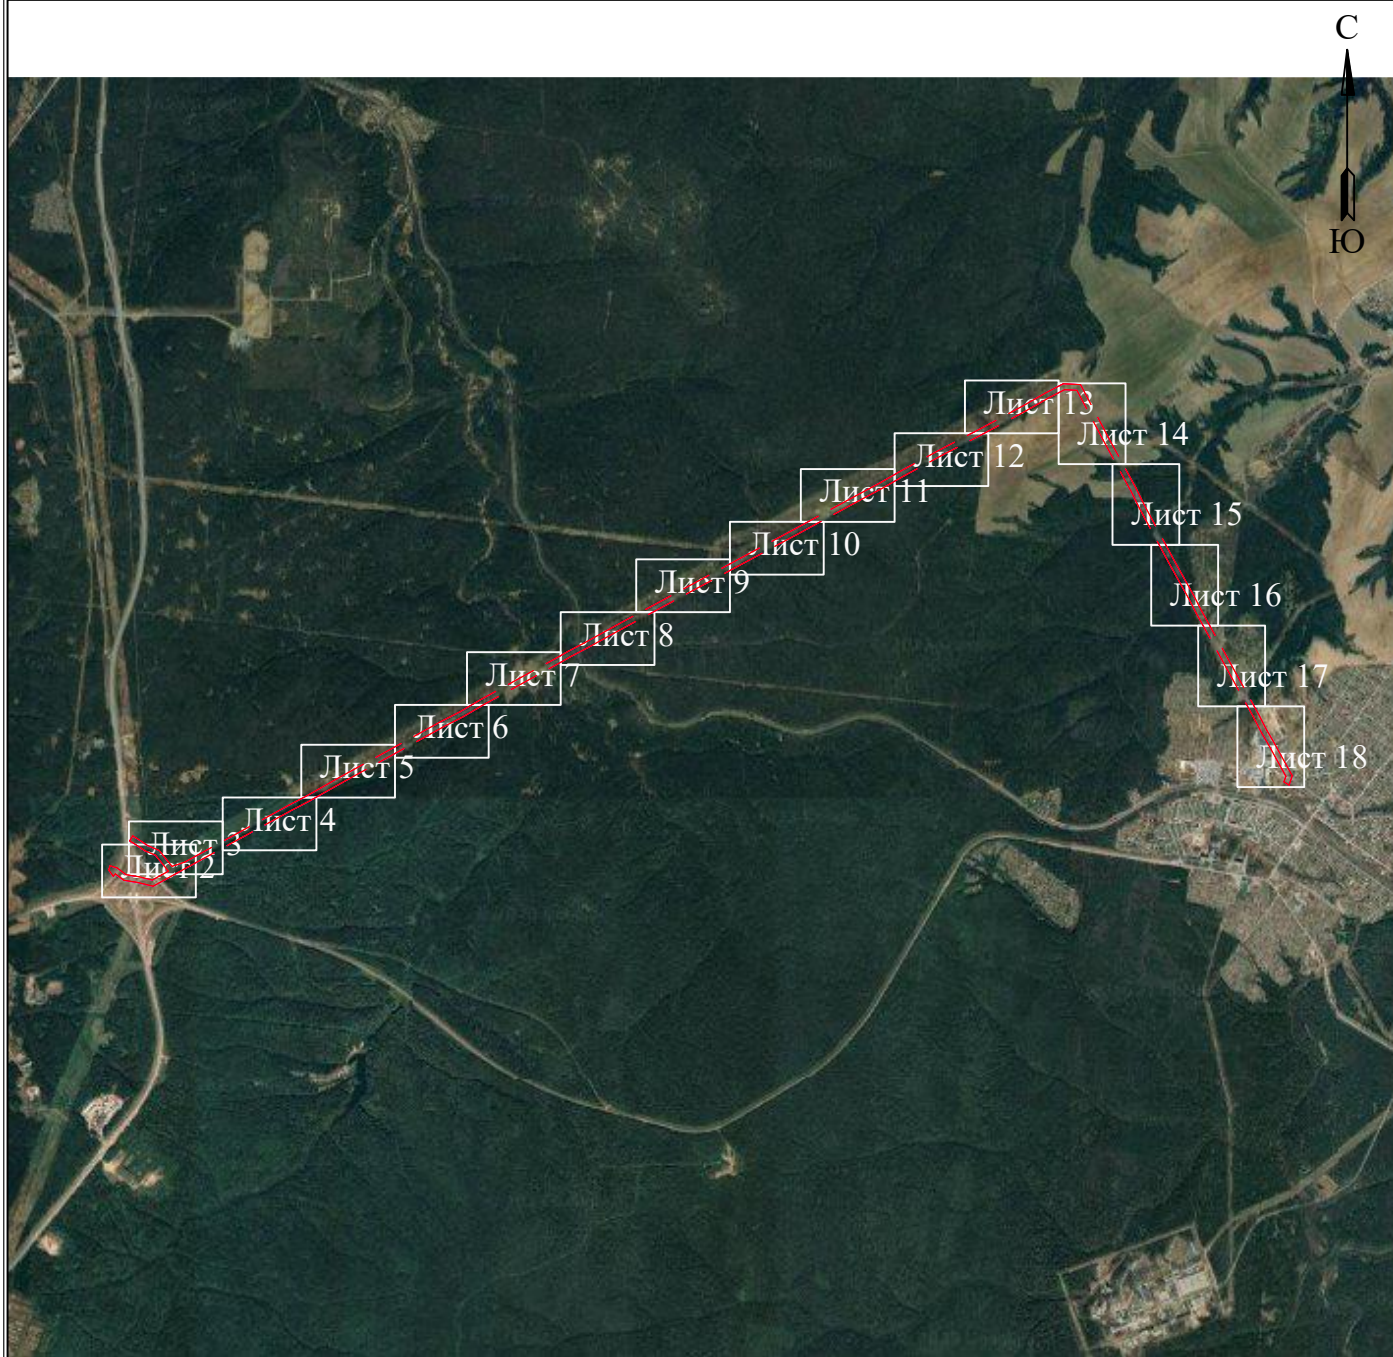 С
Ю
Лист 13
Лист 14
Лист 12
Лист 11
Лист 15
Лист 10
Лист 9
Лист 16
Лист 8
Лист 7
Лист 17
Лист 6
Лист 5
Лист 18
Лист 4
Лист 3
Лист 2